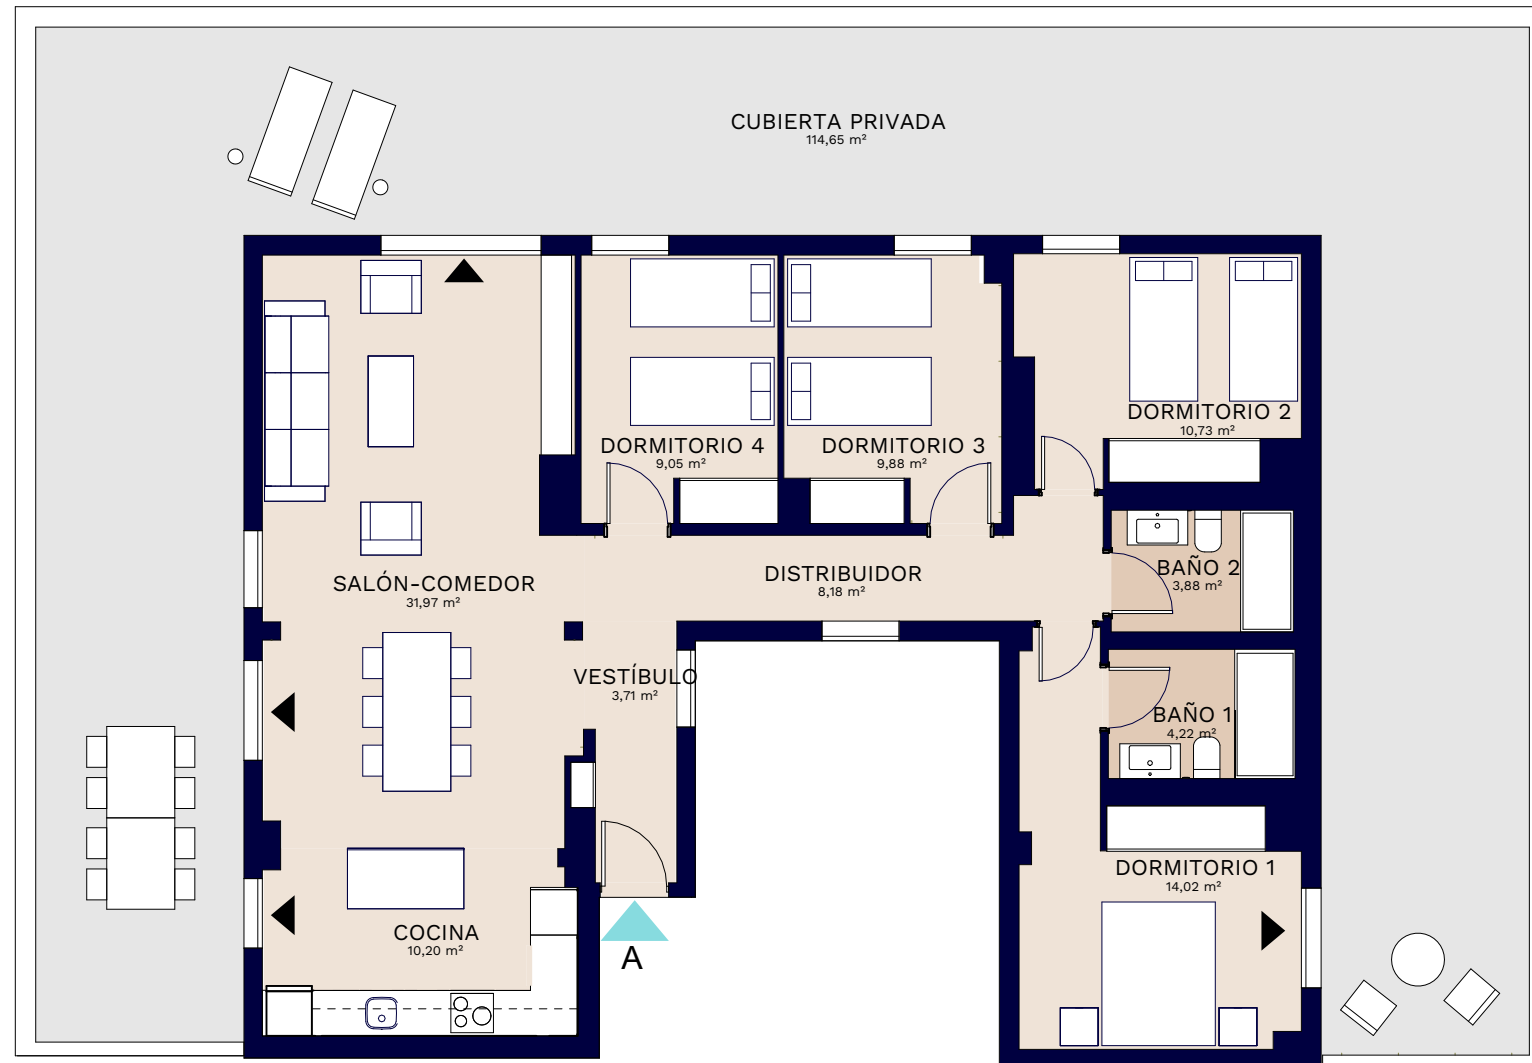 CUBIERTA PRIVADA
114,65 m²
DORMITORIO 2
10,73 m²
DORMITORIO 4
9,05 m²
DORMITORIO 3
9,88 m²
SALÓN-COMEDOR
31,97 m²
DISTRIBUIDOR
8,18 m²
BAÑO 2
3,88 m²
VESTÍBULO
3,71 m²
BAÑO 1
4,22 m²
DORMITORIO 1
14,02 m²
COCINA
10,20 m²
A